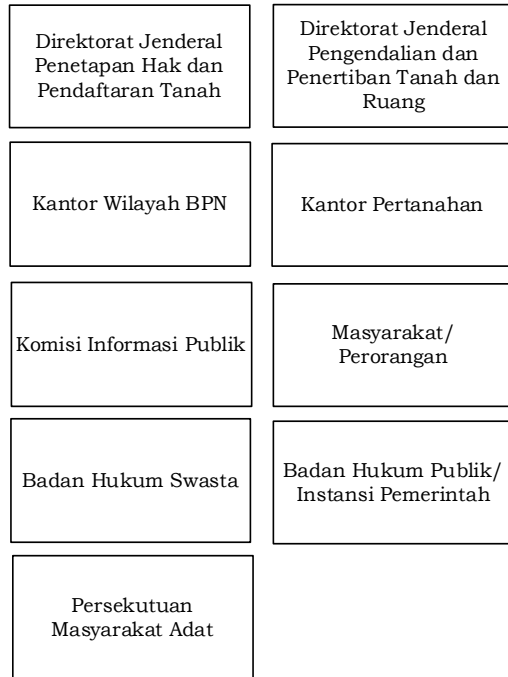 Direktorat Jenderal
Penetapan Hak dan
Pendaftaran Tanah
Direktorat Jenderal
Pengendalian dan
Penertiban Tanah dan
Ruang
Kantor Wilayah BPN
Kantor Pertanahan
Komisi Informasi Publik
Masyarakat/
Perorangan
Badan Hukum Swasta
Badan Hukum Publik/
Instansi Pemerintah
Persekutuan
Masyarakat Adat